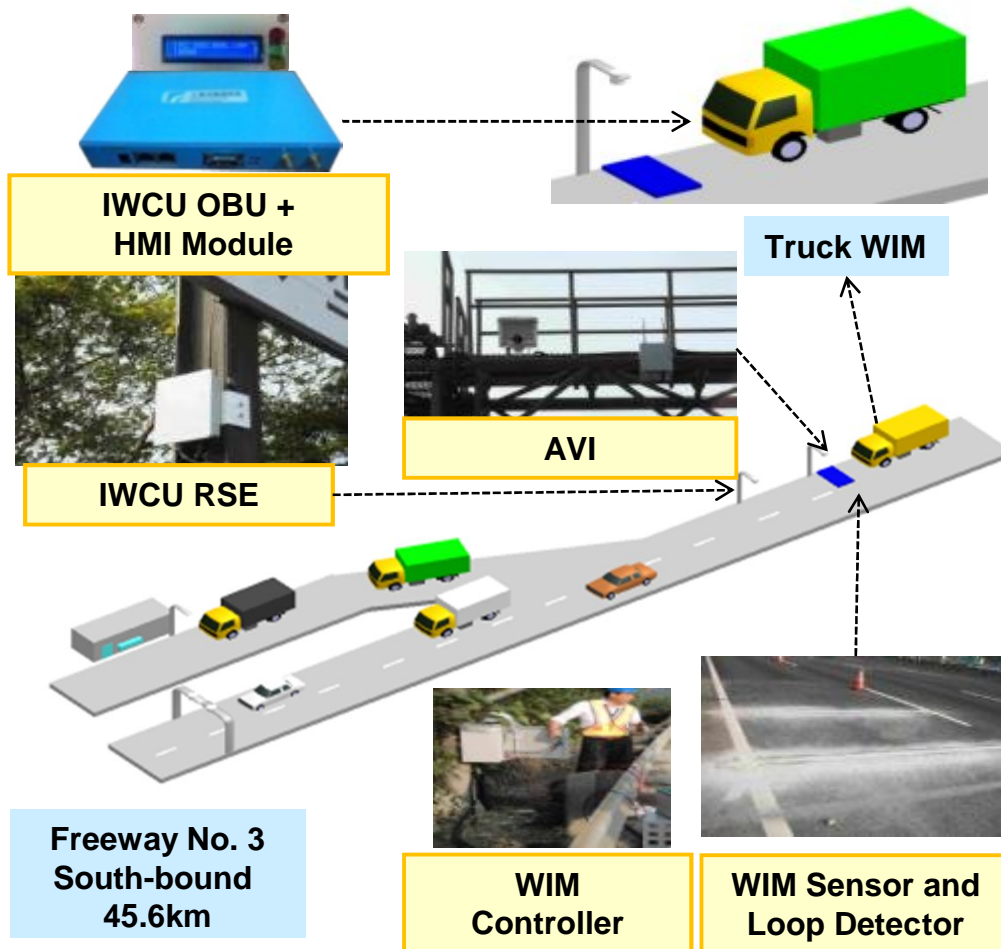 IWCU OBU +
HMI Module
Truck WIM
AVI
IWCU RSE
Freeway No. 3
South-bound
45.6km
WIM
Controller
WIM Sensor and
Loop Detector